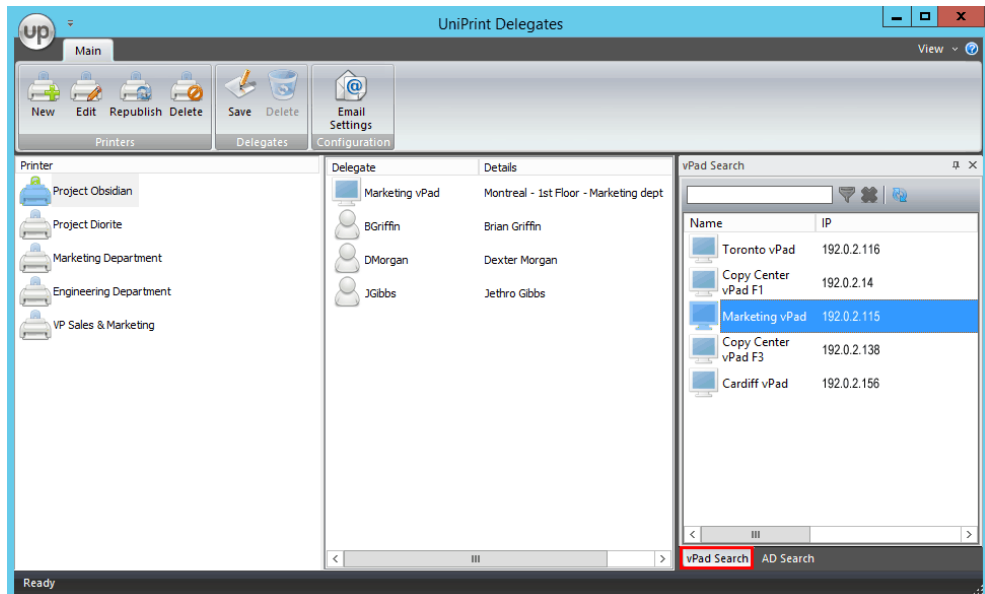 UniPrint Delegates
up
Main
View
New Edit Republish Delete Save Delete Email Settings
Printers Delegates Configuration
Printer
Project Obsidian
Project Diorite
Marketing Department
Engineering Department
VP Sales & Marketing
Delegate Details
Marketing vPad Montreal - 1st Floor - Marketing dept
BGriffin Brian Griffin
DMorgan Dexter Morgan
JGibbs Jethro Gibbs
vPad Search
Name IP
Toronto vPad 192.0.2.116
Copy Center vPad F1 192.0.2.14
Marketing vPad 192.0.2.115
Copy Center vPad F3 192.0.2.138
Cardiff vPad 192.0.2.156
vPad Search AD Search
Ready